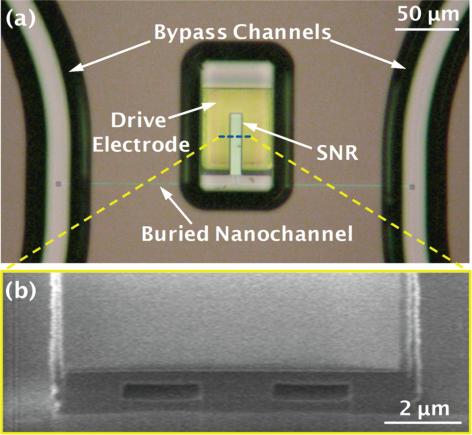 (a)
50 µm
Bypass Channels
Drive
Electrode
SNR
Buried Nanochannel
(b)
2 µm